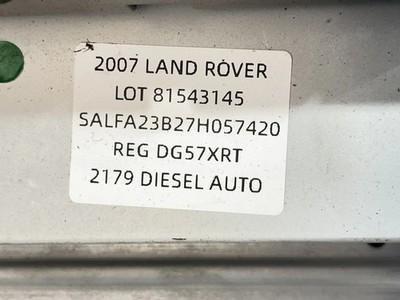 2007 LAND ROVER
LOT 81543145
SALFA23B27H057420
REG DG57XRT
2179 DIESEL AUTO